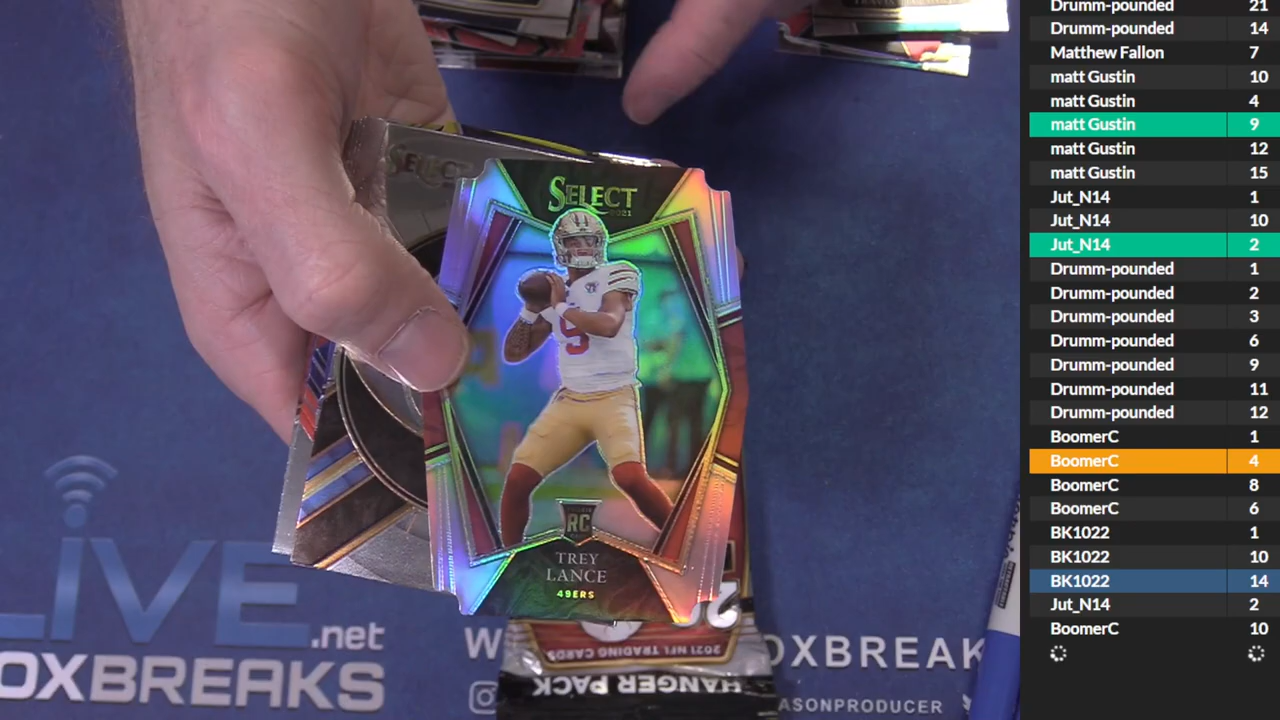 SELECT
SELECT
2021
5
RC
TREY
LANCE
49ERS
LIVE
.net
OXBREAKS
W
OXBREAK
ASONPRODUCER
2021 NFL TRADING CARDS
HANGER PACK
Drumm-pounded 21
Drumm-pounded 14
Matthew Fallon 7
matt Gustin 10
matt Gustin 4
matt Gustin 9
matt Gustin 12
matt Gustin 15
Jut_N14 1
Jut_N14 10
Jut_N14 2
Drumm-pounded 1
Drumm-pounded 2
Drumm-pounded 3
Drumm-pounded 6
Drumm-pounded 9
Drumm-pounded 11
Drumm-pounded 12
BoomerC 1
BoomerC 4
BoomerC 8
BoomerC 6
BK1022 1
BK1022 10
BK1022 14
Jut_N14 2
BoomerC 10